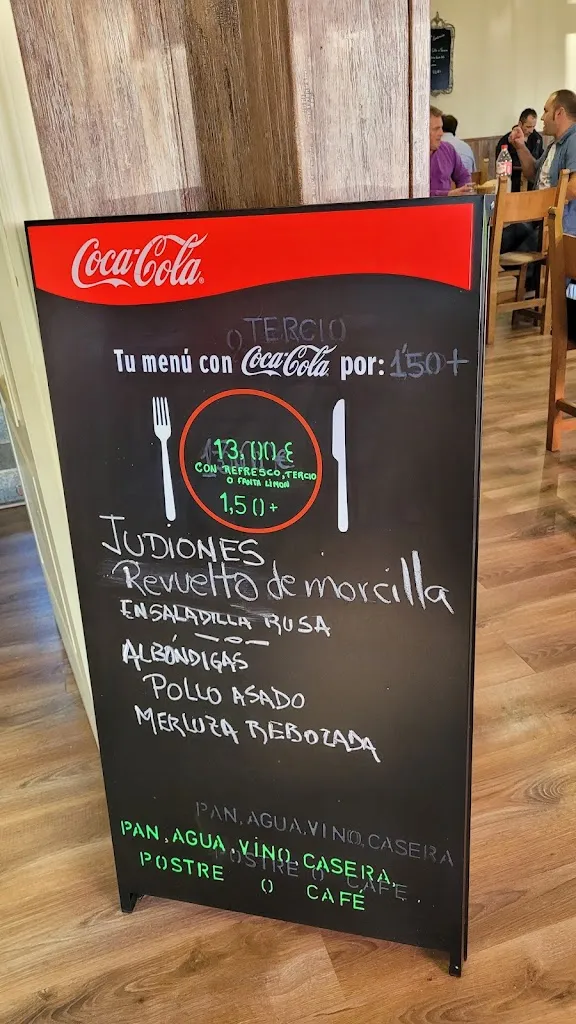 Coca-Cola
O TERCIO
Tu menú con Coca-Cola por: 1'50+
13,00 €
CON REFRESCO, TERCIO
O FANTA LIMON
1,50+
JUDIONES
Revuelto de morcilla
ENSALADILLA RUSA
ALBÓNDIGAS
POLLO ASADO
MERLUZA REBOZADA
PAN, AGUA, VINO, CASERA
POSTRE O CAFE
PAN, AGUA, VINO, CASERA,
POSTRE O CAFÉ